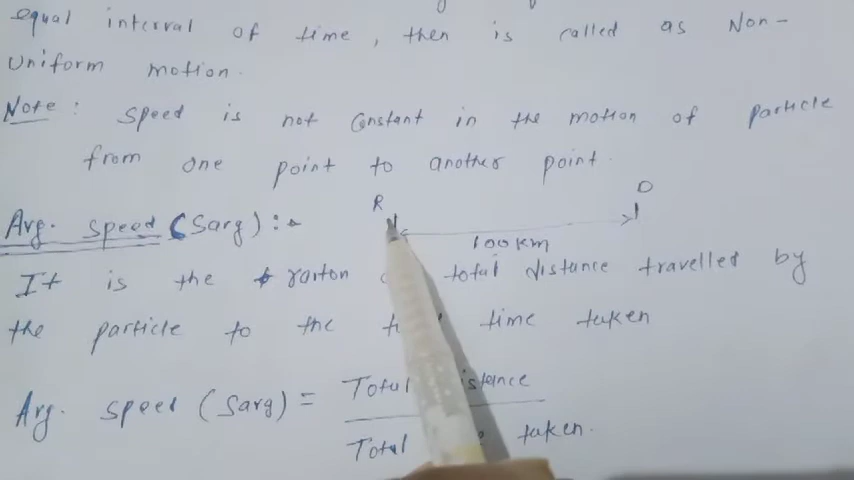 equal interval of time, then is called as Non-
Uniform motion.
Note: Speed is not constant in the motion of particle
from one point to another point.
R D
Avg. speed (Savg) :-
100 km
It is the raiton total distance travelled by
the particle to the time taken
Avg. speed (Savg) = Total
Total taken.